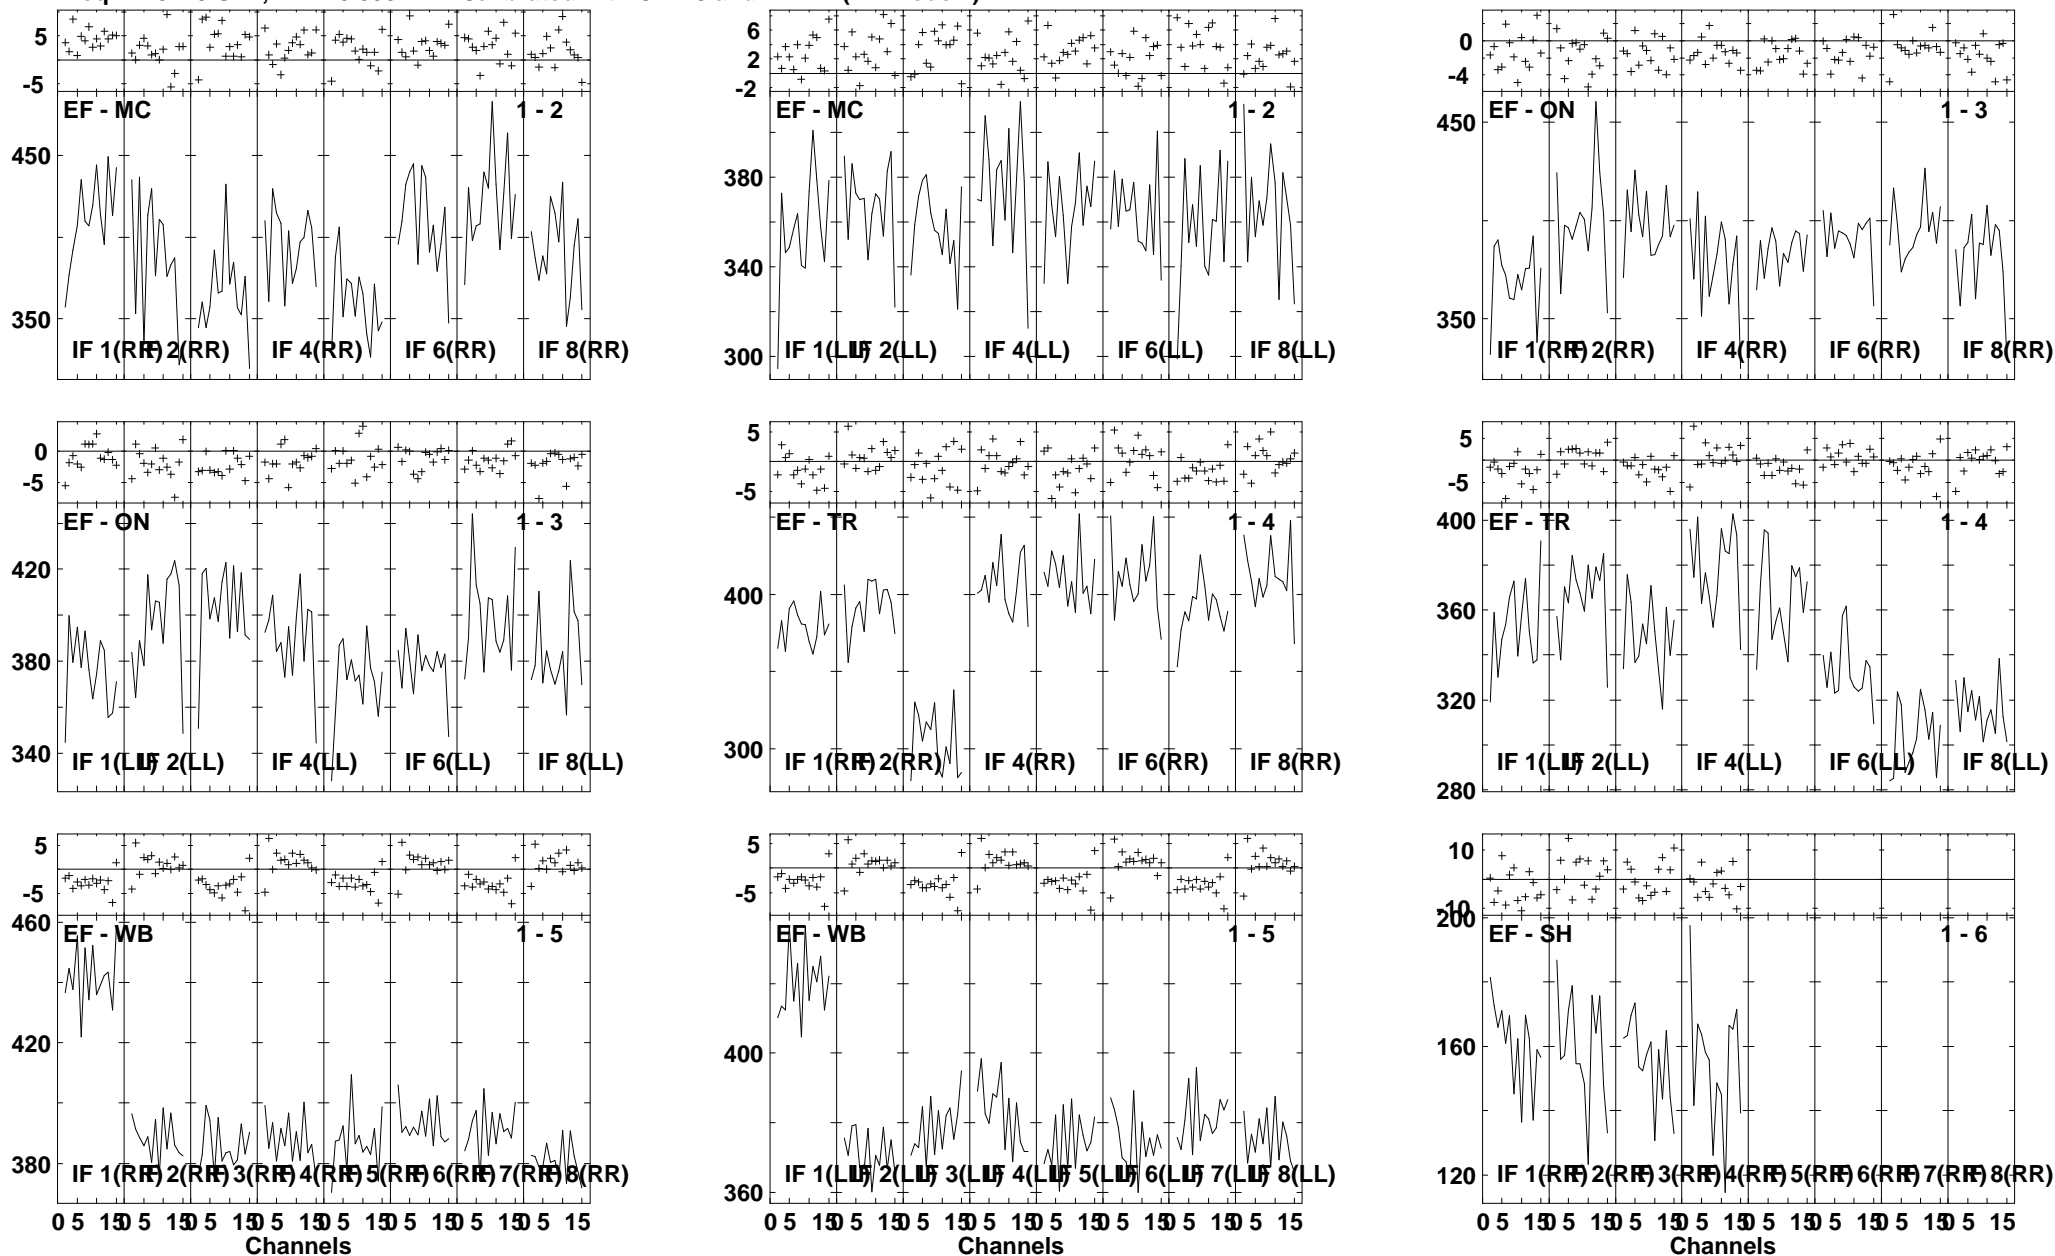 5
-5
EF - MC
1 - 2
450
350
IF 1(RR)
IF 2(RR)
IF 4(RR)
IF 6(RR)
IF 8(RR)
6
2
-2
EF - MC
1 - 2
380
340
300
IF 1(LL)
IF 2(LL)
IF 4(LL)
IF 6(LL)
IF 8(LL)
0
-4
EF - ON
1 - 3
450
350
IF 1(RR)
IF 2(RR)
IF 4(RR)
IF 6(RR)
IF 8(RR)
0
-5
EF - ON
1 - 3
420
380
340
IF 1(LL)
IF 2(LL)
IF 4(LL)
IF 6(LL)
IF 8(LL)
5
-5
EF - TR
1 - 4
400
300
IF 1(RR)
IF 2(RR)
IF 4(RR)
IF 6(RR)
IF 8(RR)
5
-5
EF - TR
1 - 4
400
360
320
280
IF 1(LL)
IF 2(LL)
IF 4(LL)
IF 6(LL)
IF 8(LL)
5
-5
EF - WB
1 - 5
460
420
380
IF 1(RR)
IF 2(RR)
IF 3(RR)
IF 4(RR)
IF 5(RR)
IF 6(RR)
IF 7(RR)
IF 8(RR)
0 5 15
0 5 15
0 5 15
0 5 15
0 5 15
0 5 15
0 5 15
0 5 15
Channels
5
-5
EF - WB
1 - 5
400
360
IF 1(LL)
IF 2(LL)
IF 3(LL)
IF 4(LL)
IF 5(LL)
IF 6(LL)
IF 7(LL)
IF 8(LL)
0 5 15
0 5 15
0 5 15
0 5 15
0 5 15
0 5 15
0 5 15
0 5 15
Channels
10
-10
EF - SH
1 - 6
200
160
120
IF 1(RR)
IF 2(RR)
IF 3(RR)
IF 4(RR)
IF 5(RR)
IF 6(RR)
IF 7(RR)
IF 8(RR)
0 5 15
0 5 15
0 5 15
0 5 15
0 5 15
0 5 15
0 5 15
0 5 15
Channels